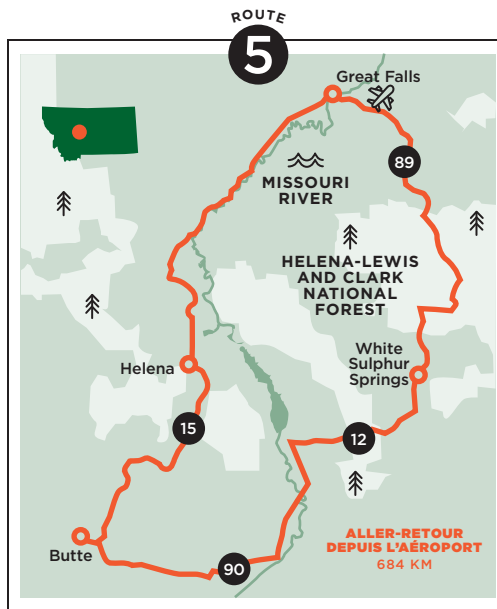 ROUTE
5
Great Falls
89
MISSOURI
RIVER
HELENA-LEWIS
AND CLARK
NATIONAL
FOREST
White
Sulphur
Springs
Helena
15
12
Butte
90
ALLER-RETOUR
DEPUIS L'AÉROPORT
684 KM